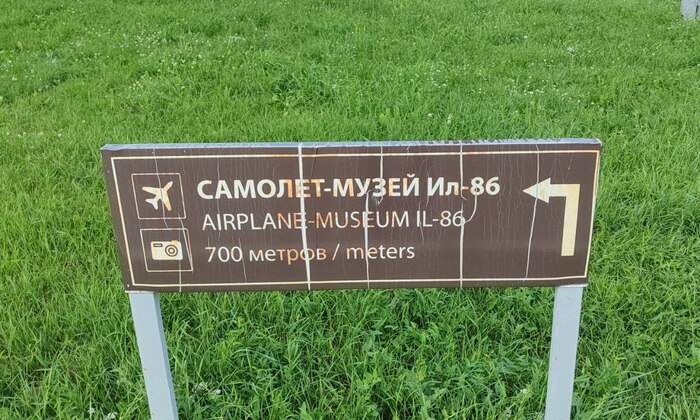 САМОЛЕТ-МУЗЕЙ Ил-86
AIRPLANE-MUSEUM IL-86
700 метров / meters